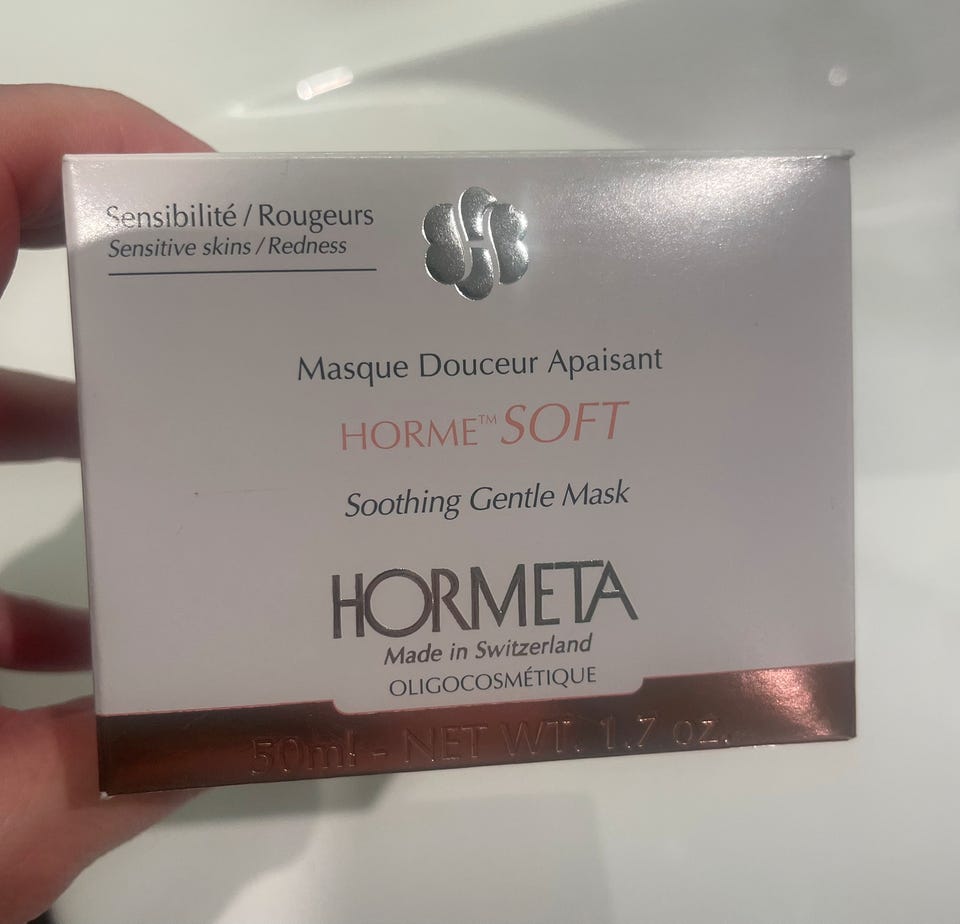 Sensibilité / Rougeurs
Sensitive skins / Redness
H
Masque Douceur Apaisant
HORME™ SOFT
Soothing Gentle Mask
HORMETA
Made in Switzerland
OLIGOCOSMÉTIQUE
50ml - NET WT. 1.7 oz.